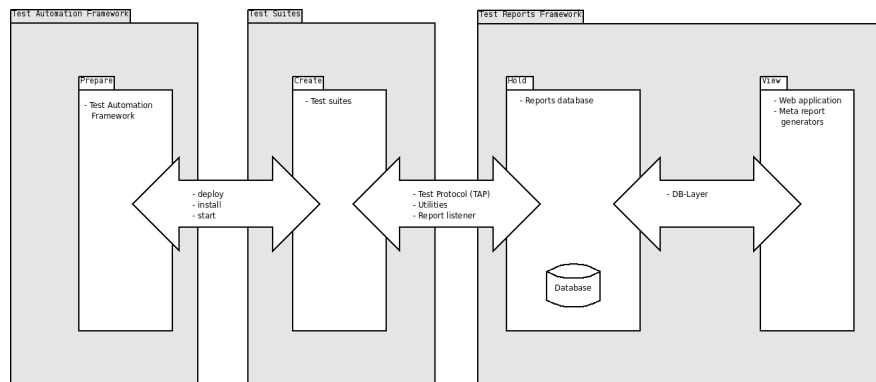 Test Automation Framework
Test Suites
Test Reports Framework
Prepare
Create
Hold
View
- Test Automation
Framework
- Test suites
- Reports database
- Web application
- Meta report
generators
- deploy
- install
- start
- Test Protocol (TAP)
- Utilities
- Report listener
- DB-Layer
Database